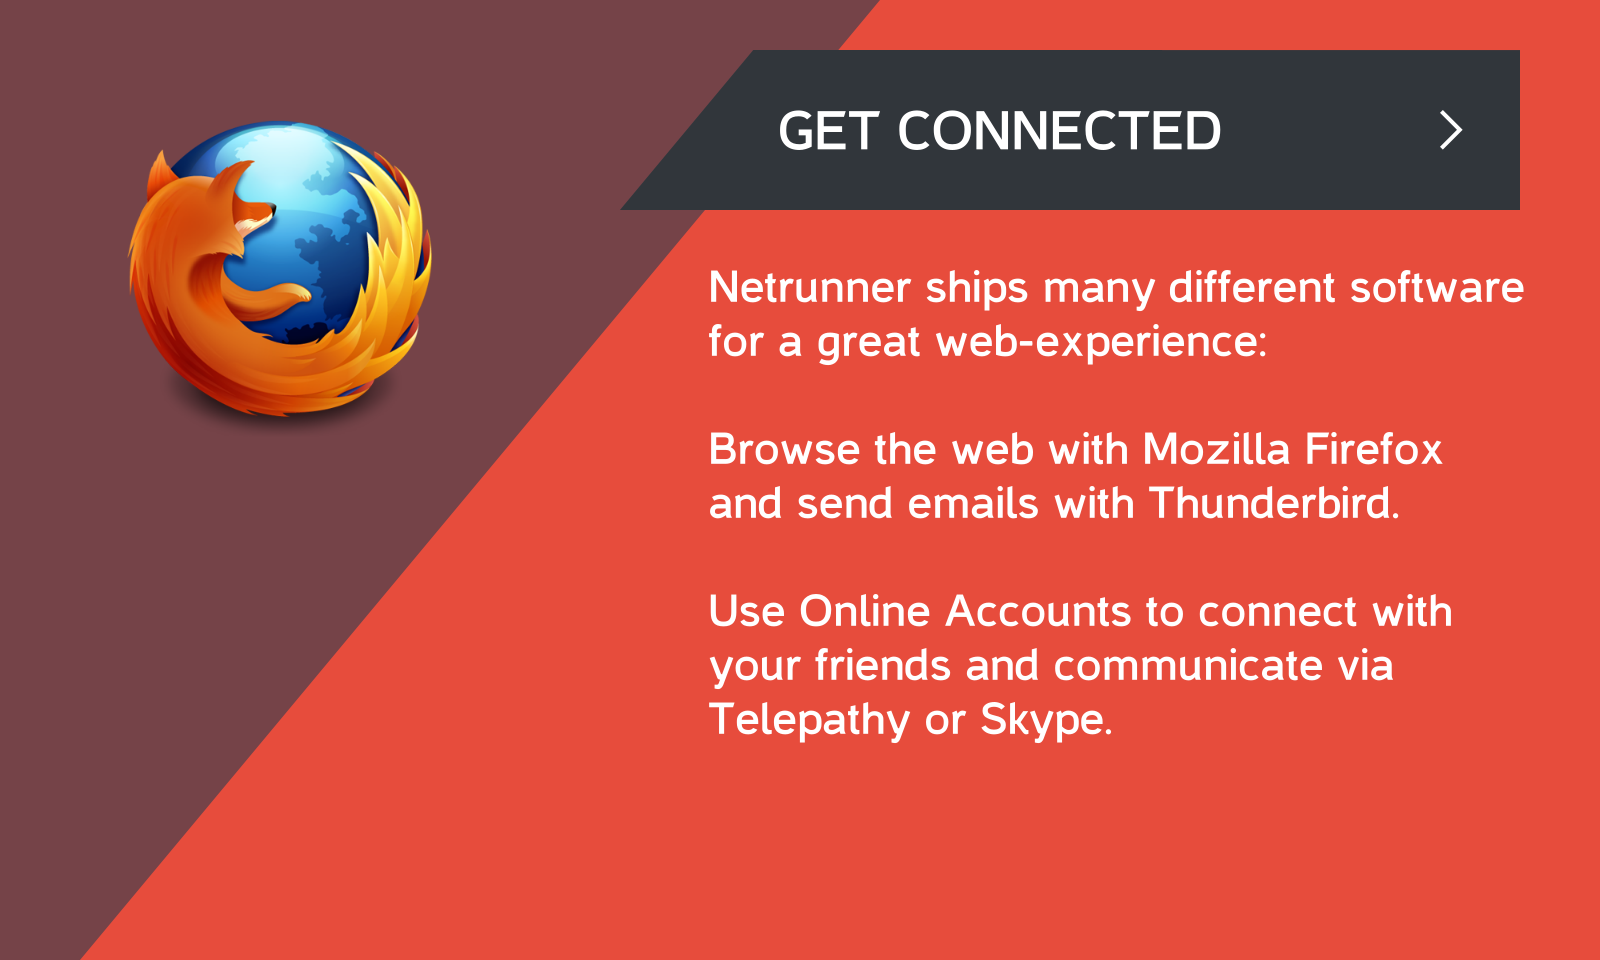 GET CONNECTED
Netrunner ships many different software
for a great web-experience:
Browse the web with Mozilla Firefox
and send emails with Thunderbird.
Use Online Accounts to connect with
your friends and communicate via
Telepathy or Skype.